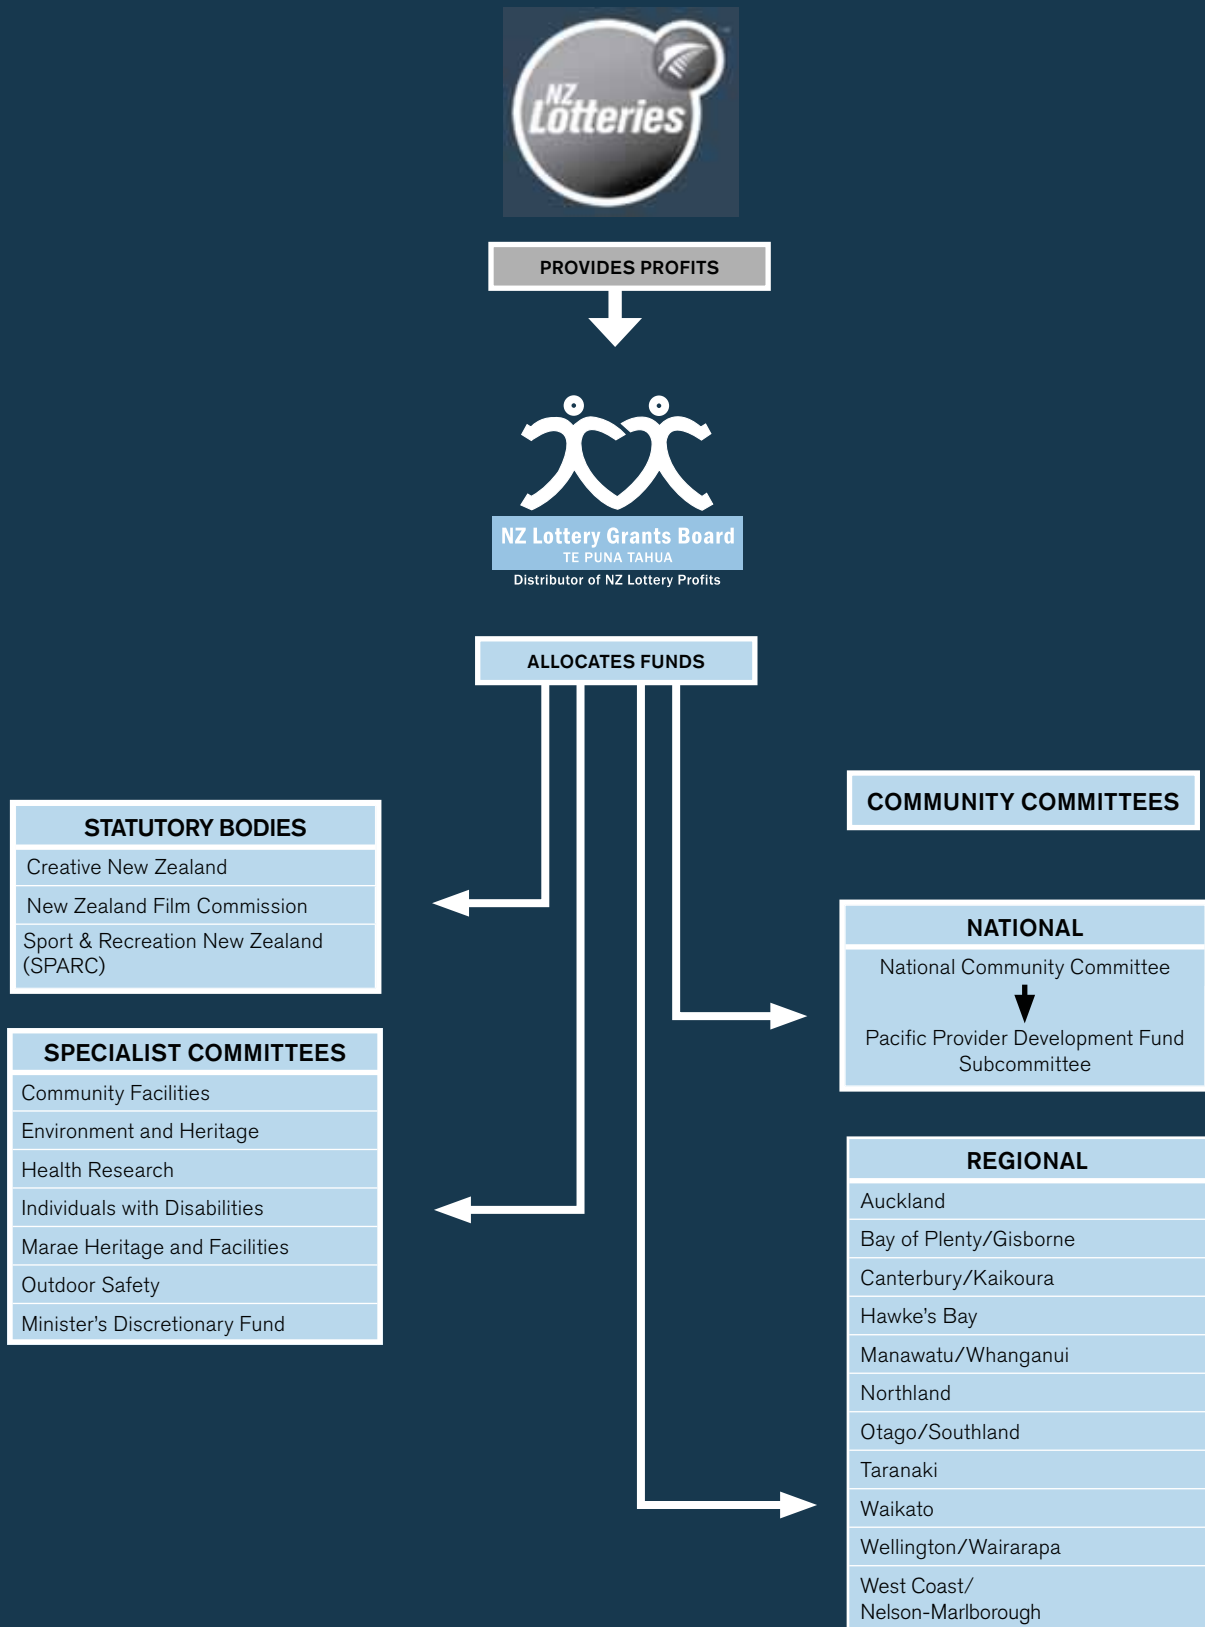 NZ
Lotteries
PROVIDES PROFITS
NZ Lottery Grants Board
TE PUNA TAHUA
Distributor of NZ Lottery Profits
ALLOCATES FUNDS
STATUTORY BODIES
Creative New Zealand
New Zealand Film Commission
Sport & Recreation New Zealand
(SPARC)
SPECIALIST COMMITTEES
Community Facilities
Environment and Heritage
Health Research
Individuals with Disabilities
Marae Heritage and Facilities
Outdoor Safety
Minister’s Discretionary Fund
COMMUNITY COMMITTEES
NATIONAL
National Community Committee
Pacific Provider Development Fund
Subcommittee
REGIONAL
Auckland
Bay of Plenty/Gisborne
Canterbury/Kaikoura
Hawke’s Bay
Manawatu/Whanganui
Northland
Otago/Southland
Taranaki
Waikato
Wellington/Wairarapa
West Coast/
Nelson-Marlborough